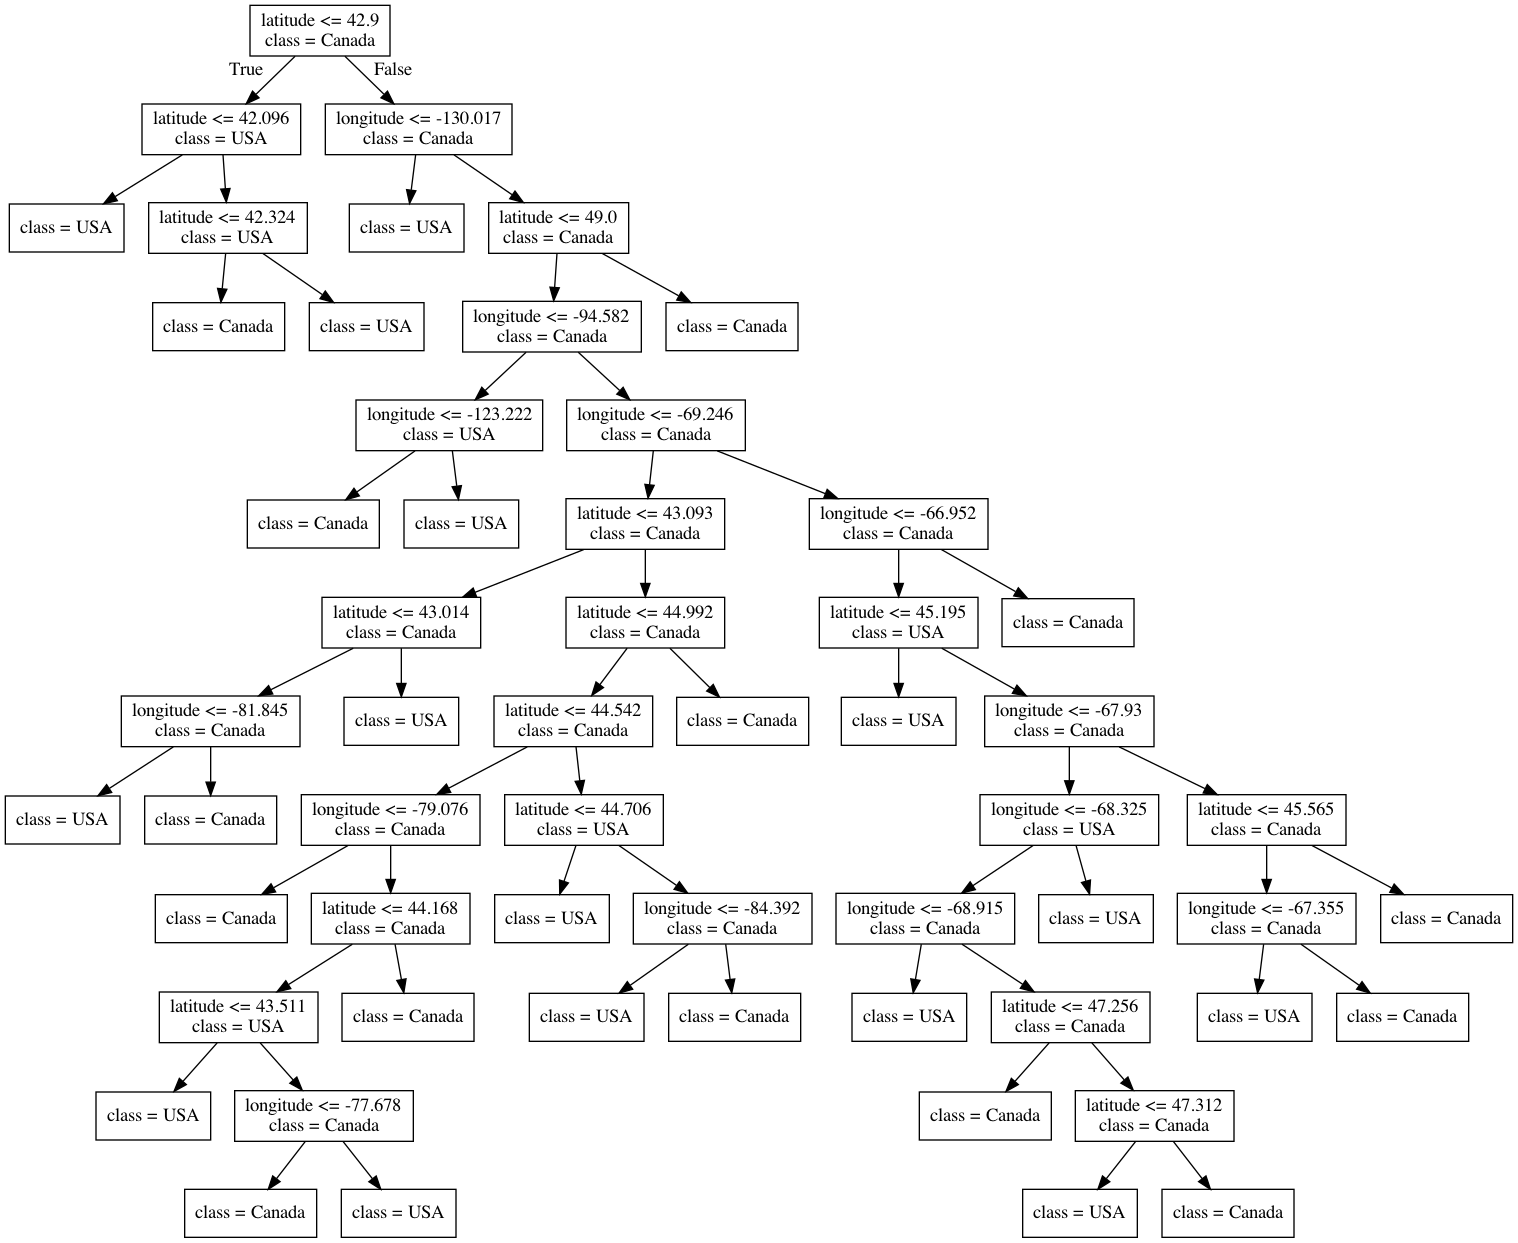 latitude <= 42.9
class = Canada
True
False
latitude <= 42.096
class = USA
longitude <= -130.017
class = Canada
class = USA
latitude <= 42.324
class = USA
class = USA
latitude <= 49.0
class = Canada
class = Canada
class = USA
longitude <= -94.582
class = Canada
class = Canada
longitude <= -123.222
class = USA
longitude <= -69.246
class = Canada
class = Canada
class = USA
latitude <= 43.093
class = Canada
longitude <= -66.952
class = Canada
latitude <= 43.014
class = Canada
latitude <= 44.992
class = Canada
latitude <= 45.195
class = USA
class = Canada
longitude <= -81.845
class = Canada
class = USA
latitude <= 44.542
class = Canada
class = Canada
class = USA
longitude <= -67.93
class = Canada
class = USA
class = Canada
longitude <= -79.076
class = Canada
latitude <= 44.706
class = USA
longitude <= -68.325
class = USA
latitude <= 45.565
class = Canada
class = Canada
latitude <= 44.168
class = Canada
class = USA
longitude <= -84.392
class = Canada
longitude <= -68.915
class = Canada
class = USA
longitude <= -67.355
class = Canada
class = Canada
latitude <= 43.511
class = USA
class = Canada
class = USA
class = Canada
class = USA
latitude <= 47.256
class = Canada
class = USA
class = Canada
class = USA
longitude <= -77.678
class = Canada
class = Canada
latitude <= 47.312
class = Canada
class = Canada
class = USA
class = USA
class = Canada